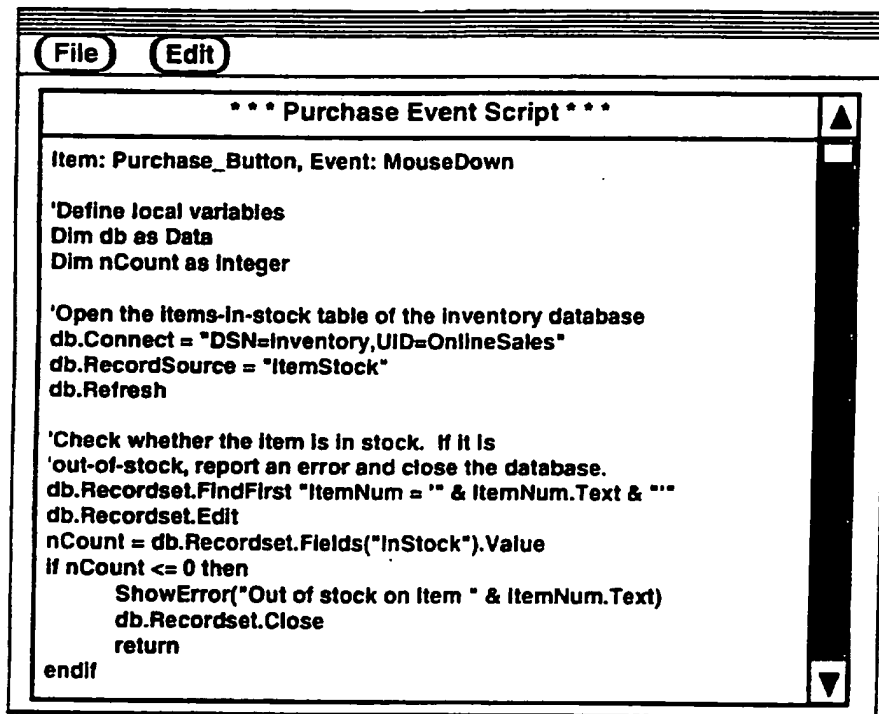 File Edit
* * * Purchase Event Script * * *
Item: Purchase_Button, Event: MouseDown
'Define local variables
Dim db as Data
Dim nCount as Integer
'Open the items-in-stock table of the inventory database
db.Connect = "DSN=Inventory,UID=OnlineSales"
db.RecordSource = "ItemStock"
db.Refresh
'Check whether the item is in stock. If it is
'out-of-stock, report an error and close the database.
db.Recordset.FindFirst "ItemNum = '" & ItemNum.Text & "'"
db.Recordset.Edit
nCount = db.Recordset.Fields("InStock").Value
if nCount <= 0 then
ShowError("Out of stock on Item " & ItemNum.Text)
db.Recordset.Close
return
endif